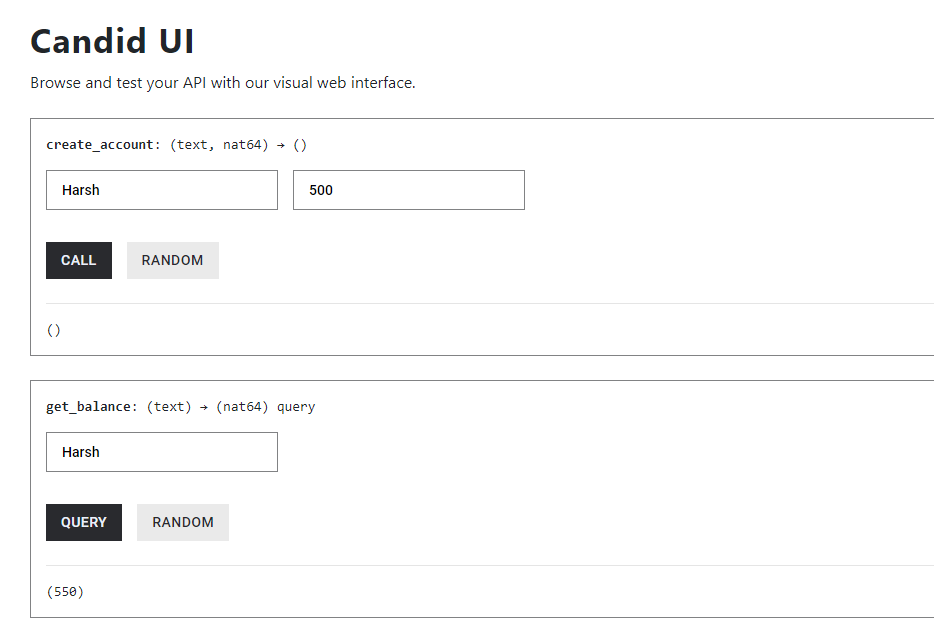 Candid UI
Browse and test your API with our visual web interface.
create_account: (text, nat64) → ()
Harsh 500
CALL RANDOM
()
get_balance: (text) → (nat64) query
Harsh
QUERY RANDOM
(550)